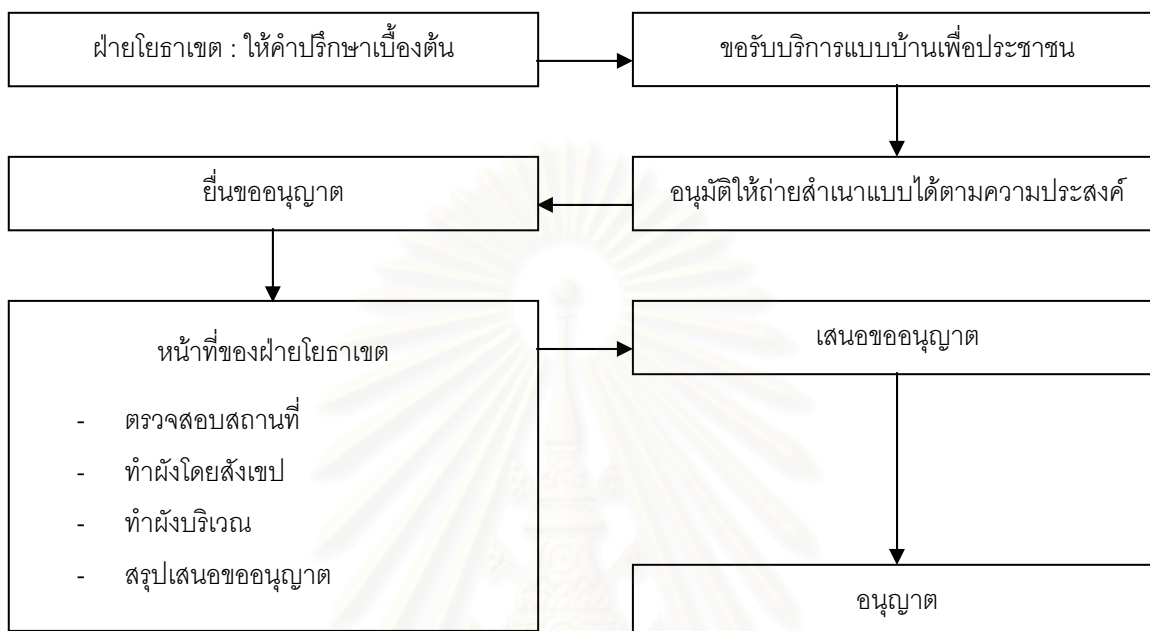 ฝ่ายโยธาเขต : ให้คำปรึกษาเบื้องต้น
ขอรับบริการแบบบ้านเพื่อประชาชน
อนุมัติให้ถ่ายสำเนาแบบได้ตามความประสงค์
ยื่นขออนุญาต
หน้าที่ของฝ่ายโยธาเขต
- ตรวจสอบสถานที่
- ทำผังโดยสังเขป
- ทำผังบริเวณ
- สรุปเสนอขออนุญาต
เสนอขออนุญาต
อนุญาต